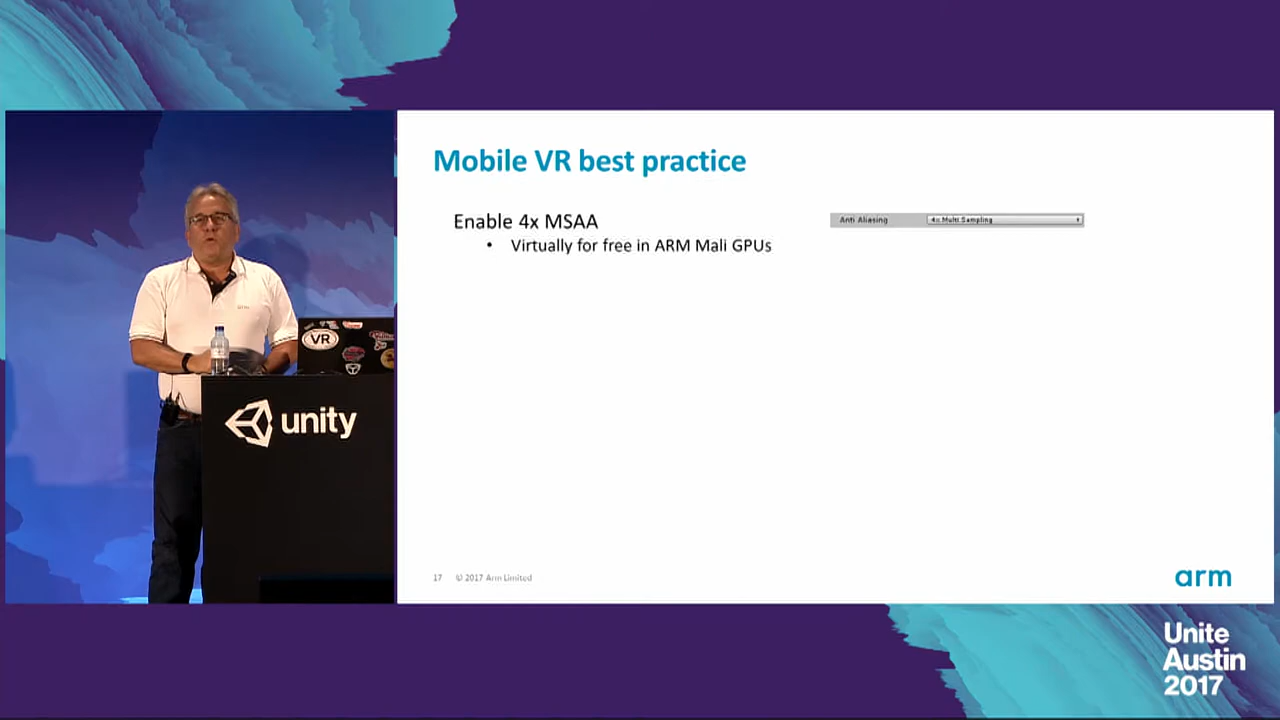 Mobile VR best practice
Enable 4x MSAA
• Virtually for free in ARM Mali GPUs
Anti Aliasing 4x Multi Sampling
VR
unity
17 © 2017 Arm Limited
arm
Unite
Austin
2017